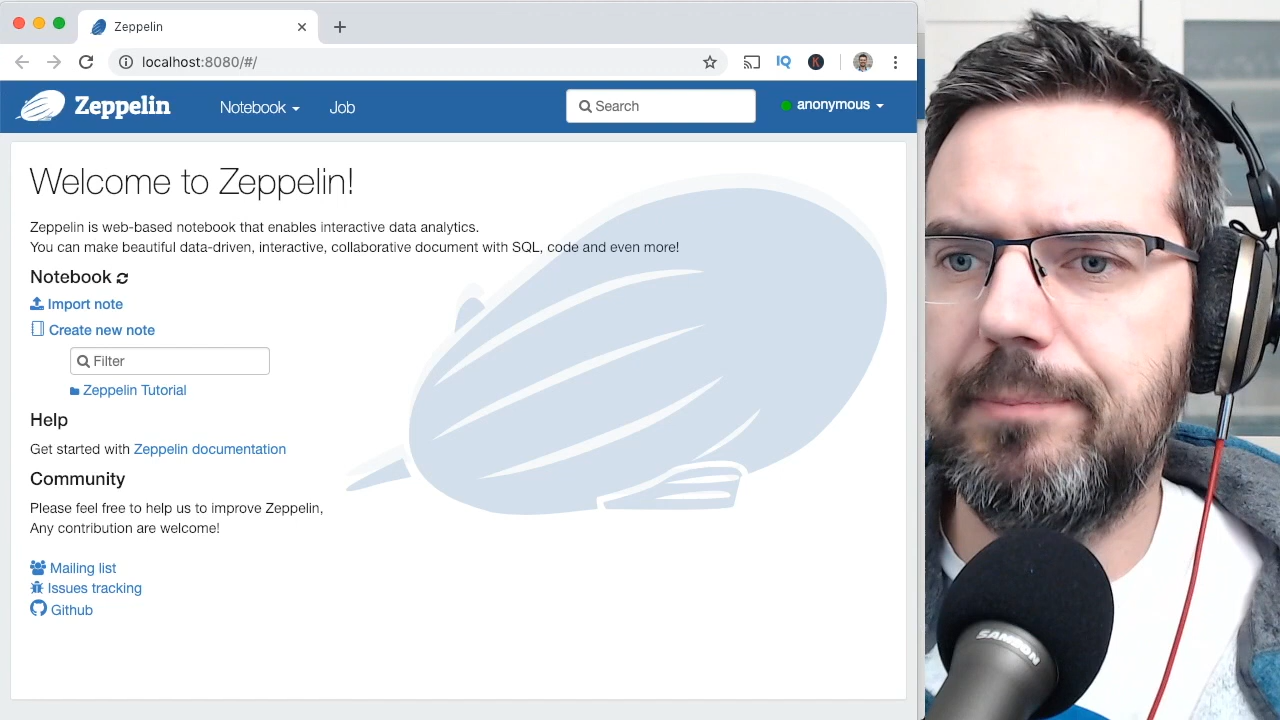 Zeppelin
localhost:8080/#/
IQ
K
Zeppelin
Notebook
Job
Search
anonymous
Welcome to Zeppelin!
Zeppelin is web-based notebook that enables interactive data analytics.
You can make beautiful data-driven, interactive, collaborative document with SQL, code and even more!
Notebook
Import note
Create new note
Filter
Zeppelin Tutorial
Help
Get started with Zeppelin documentation
Community
Please feel free to help us to improve Zeppelin,
Any contribution are welcome!
Mailing list
Issues tracking
Github
SAMSON